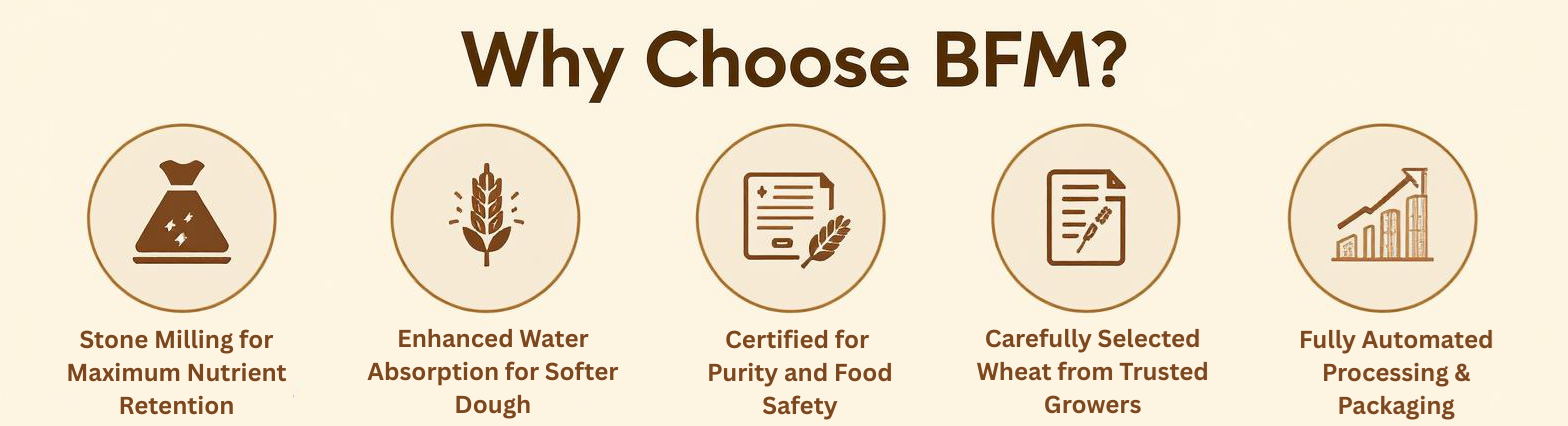 Why Choose BFM?
Stone Milling for
Maximum Nutrient
Retention
Enhanced Water
Absorption for Softer
Dough
Certified for
Purity and Food
Safety
Carefully Selected
Wheat from Trusted
Growers
Fully Automated
Processing &
Packaging